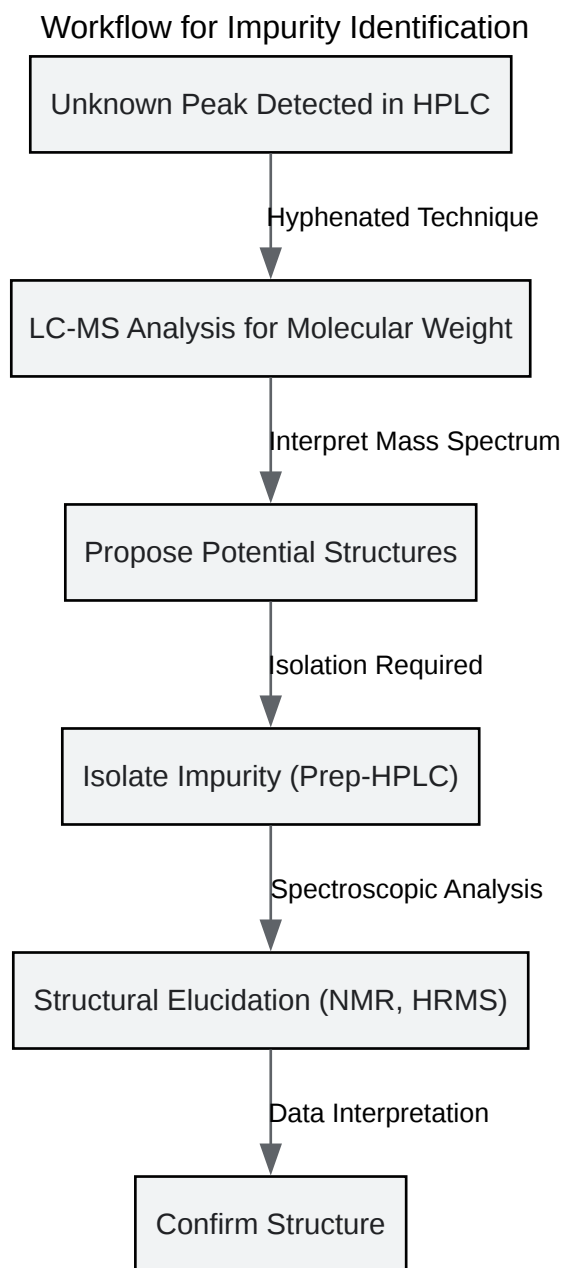 Workflow for Impurity Identification
Unknown Peak Detected in HPLC
Hyphenated Technique
LC-MS Analysis for Molecular Weight
Interpret Mass Spectrum
Propose Potential Structures
Isolation Required
Isolate Impurity (Prep-HPLC)
Spectroscopic Analysis
Structural Elucidation (NMR, HRMS)
Data Interpretation
Confirm Structure